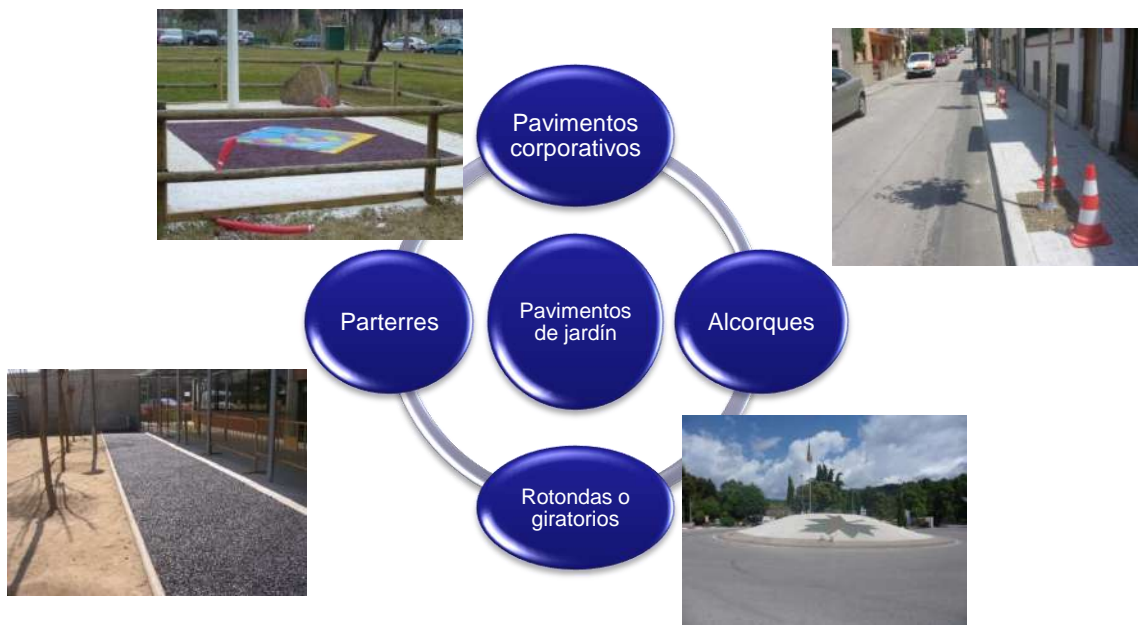 Pavimentos
corporativos
Parterres
Pavimentos
de jardín
Alcorques
Rotondas o
giratorios